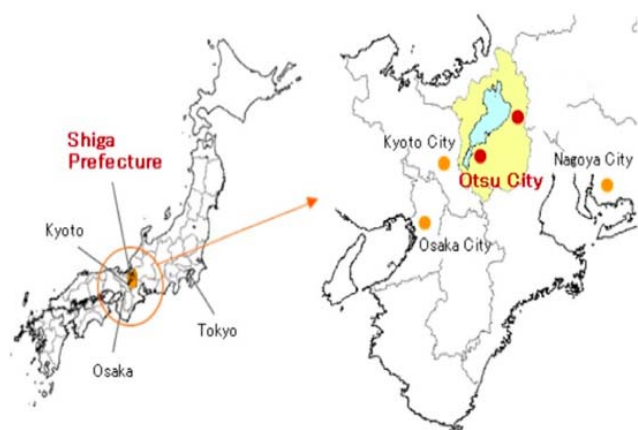 Shiga
Prefecture
Kyoto
Osaka
Tokyo
Kyoto City
Otsu City
Nagoya City
Osaka City